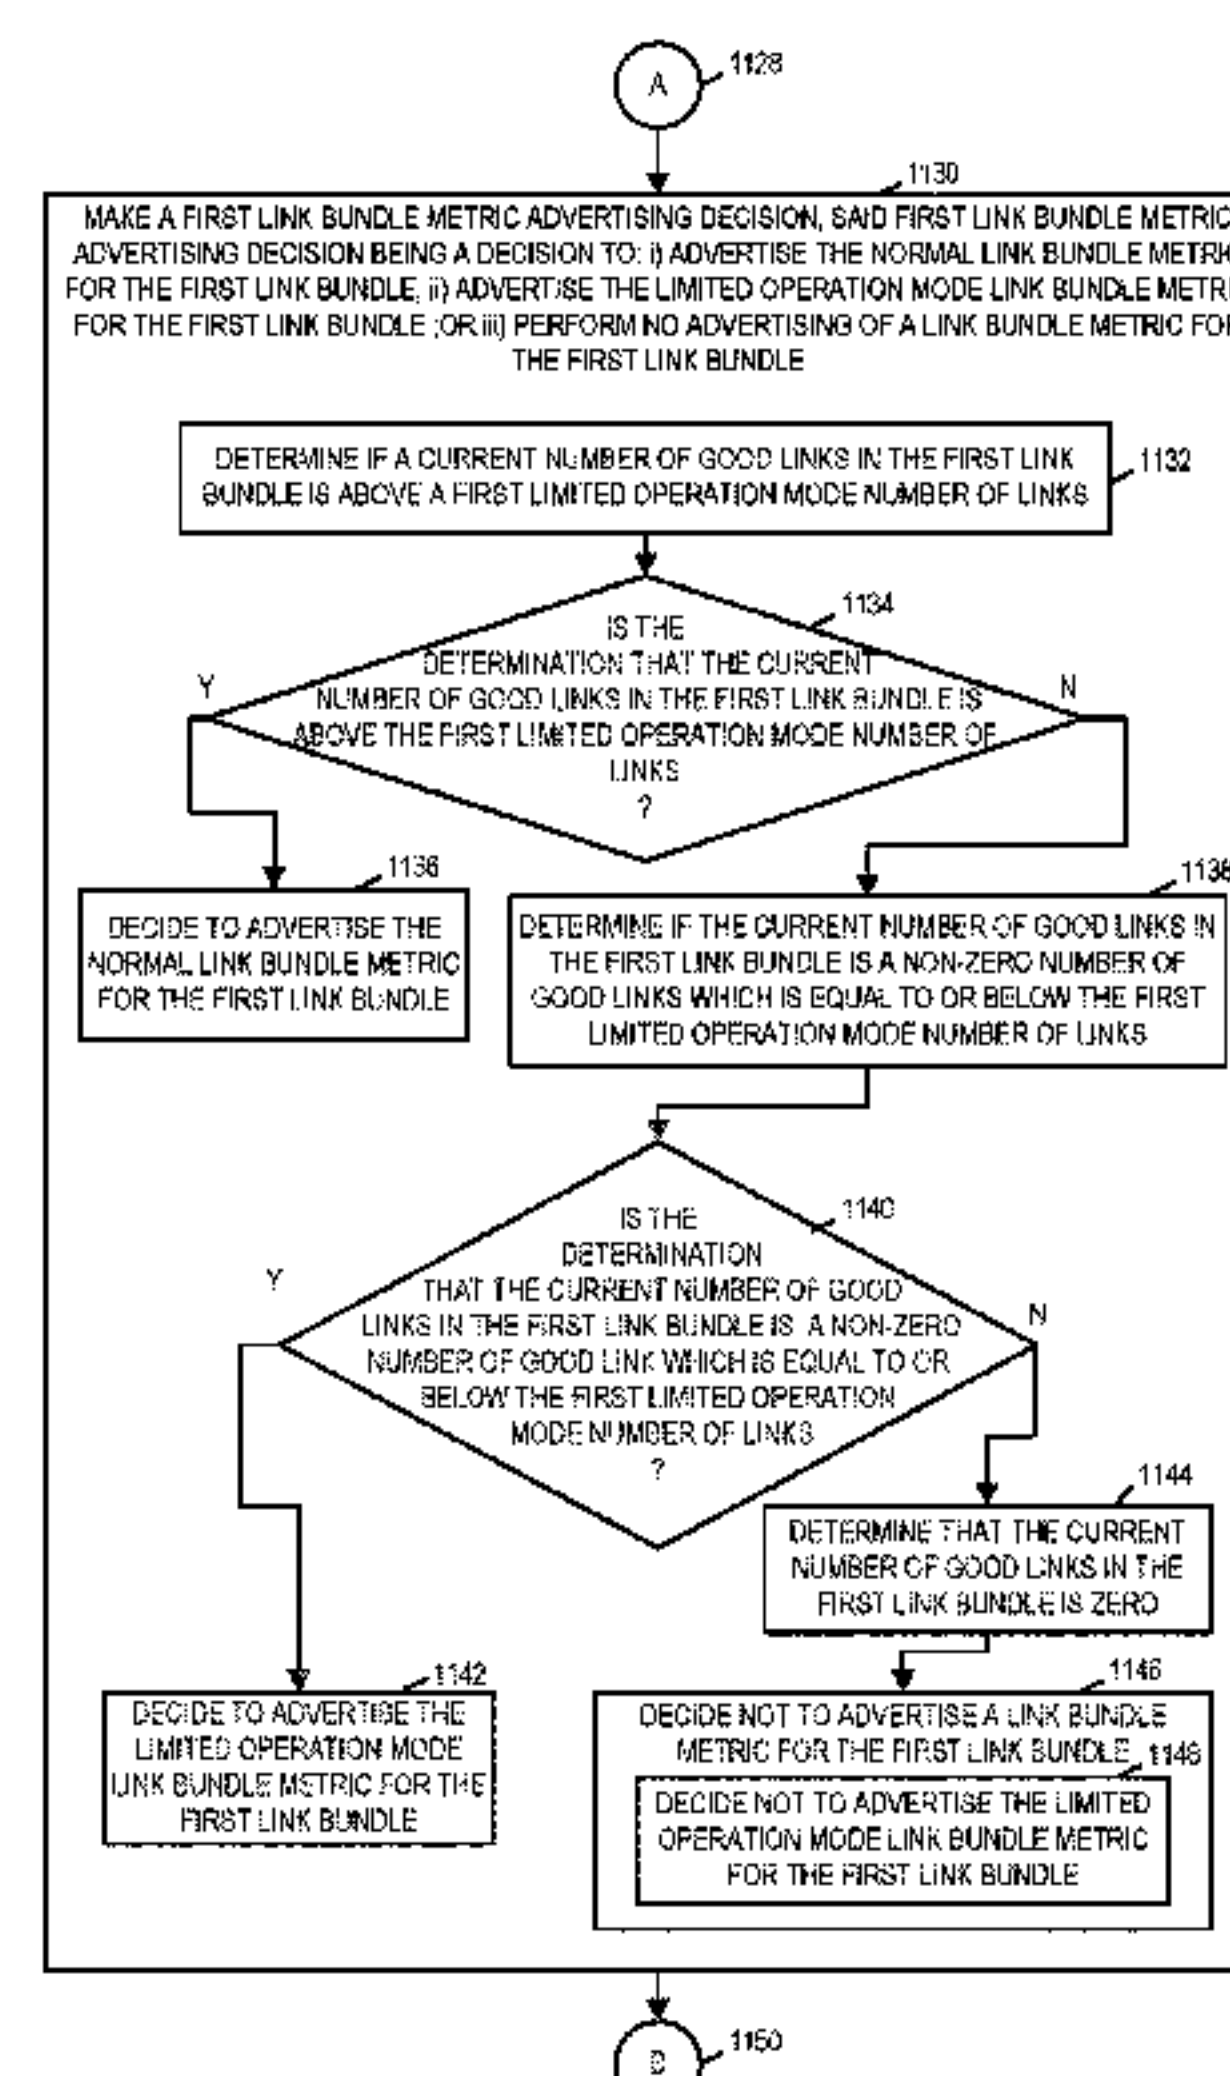 A
1128
1130
MAKE A FIRST LINK BUNDLE METRIC ADVERTISING DECISION, SAID FIRST LINK BUNDLE METRIC
ADVERTISING DECISION BEING A DECISION TO: i) ADVERTISE THE NORMAL LINK BUNDLE METRIC
FOR THE FIRST LINK BUNDLE, ii) ADVERTISE THE LIMITED OPERATION MODE LINK BUNDLE METRI
FOR THE FIRST LINK BUNDLE ;OR iii) PERFORM NO ADVERTISING OF A LINK BUNDLE METRIC FOR
THE FIRST LINK BUNDLE
DETERMINE IF A CURRENT NUMBER OF GOOD LINKS IN THE FIRST LINK
BUNDLE IS ABOVE A FIRST LIMITED OPERATION MODE NUMBER OF LINKS
1132
1134
IS THE
DETERMINATION THAT THE CURRENT
NUMBER OF GOOD LINKS IN THE FIRST LINK BUNDLE IS
ABOVE THE FIRST LIMITED OPERATION MODE NUMBER OF
LINKS
?
Y
N
1136
DECIDE TO ADVERTISE THE
NORMAL LINK BUNDLE METRIC
FOR THE FIRST LINK BUNDLE
1138
DETERMINE IF THE CURRENT NUMBER OF GOOD LINKS IN
THE FIRST LINK BUNDLE IS A NON-ZERO NUMBER OF
GOOD LINKS WHICH IS EQUAL TO OR BELOW THE FIRST
LIMITED OPERATION MODE NUMBER OF LINKS
1140
IS THE
DETERMINATION
THAT THE CURRENT NUMBER OF GOOD
LINKS IN THE FIRST LINK BUNDLE IS A NON-ZERO
NUMBER OF GOOD LINK WHICH IS EQUAL TO OR
BELOW THE FIRST LIMITED OPERATION
MODE NUMBER OF LINKS
?
Y
N
1144
DETERMINE THAT THE CURRENT
NUMBER OF GOOD LINKS IN THE
FIRST LINK BUNDLE IS ZERO
1142
DECIDE TO ADVERTISE THE
LIMITED OPERATION MODE
LINK BUNDLE METRIC FOR THE
FIRST LINK BUNDLE
1146
DECIDE NOT TO ADVERTISE A LINK BUNDLE
METRIC FOR THE FIRST LINK BUNDLE
1148
DECIDE NOT TO ADVERTISE THE LIMITED
OPERATION MODE LINK BUNDLE METRIC
FOR THE FIRST LINK BUNDLE
1150